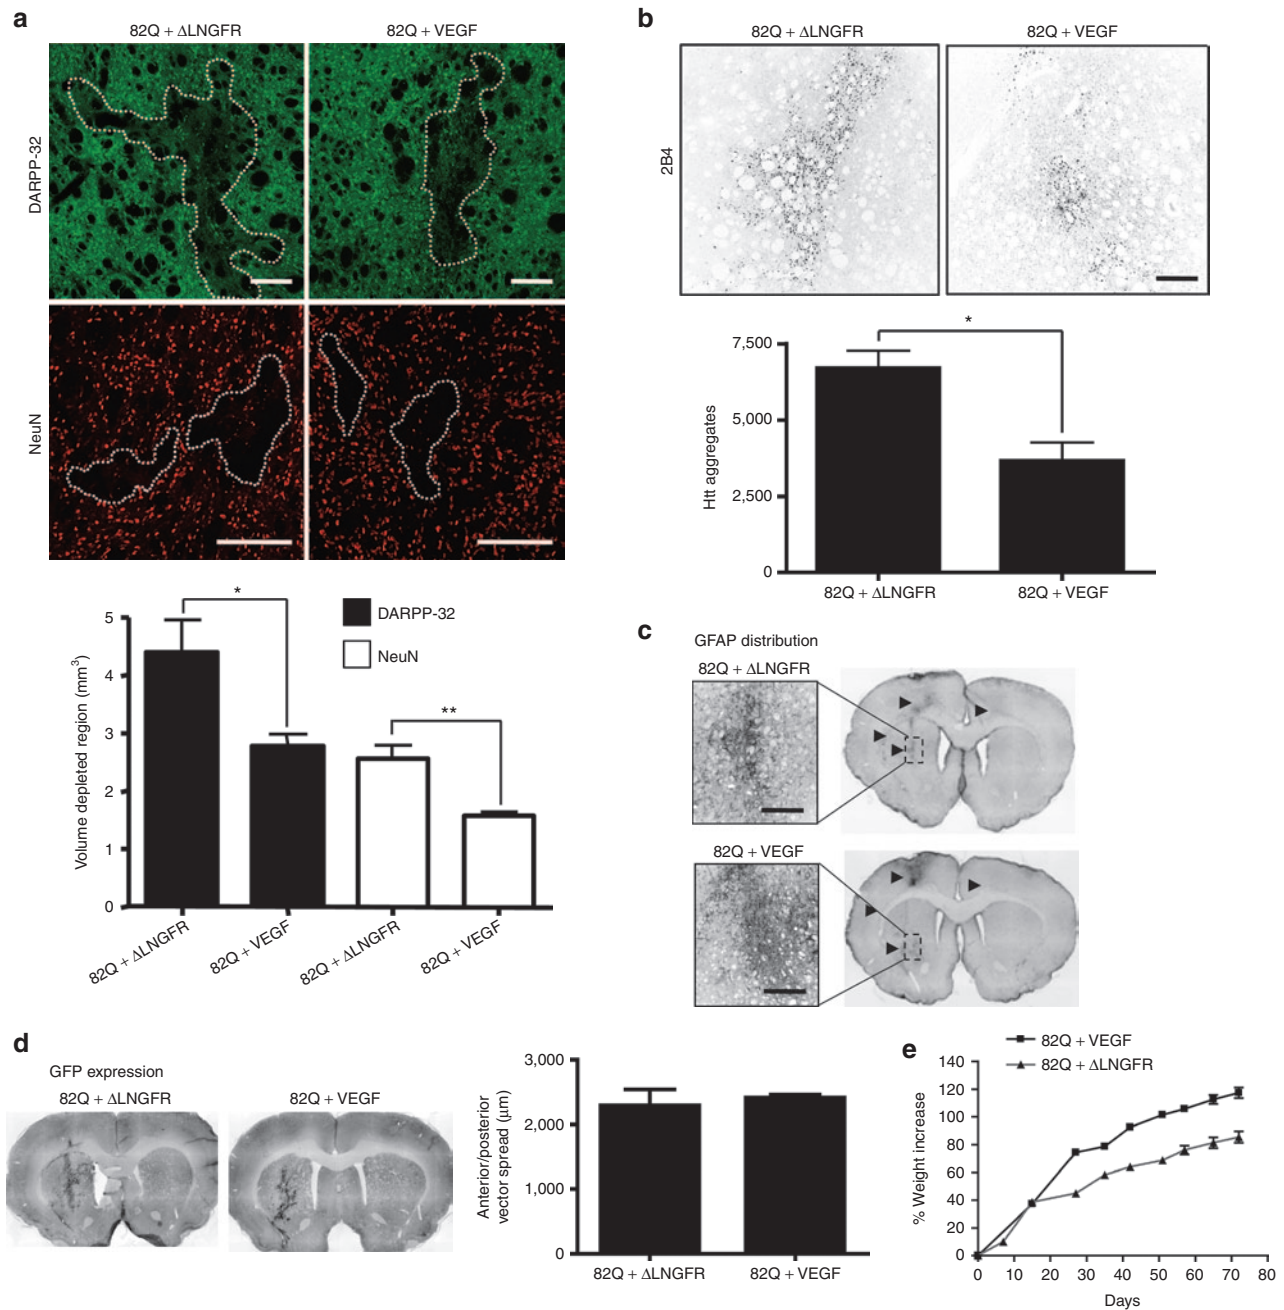 a
82Q + ΔLNGFR
82Q + VEGF
DARPP-32
NeuN
*
DARPP-32
NeuN
**
Volume depleted region (mm³)
5
4
3
2
1
0
82Q + ΔLNGFR
82Q + VEGF
82Q + ΔLNGFR
82Q + VEGF
b
82Q + ΔLNGFR
82Q + VEGF
2B4
*
Htt aggregates
7,500
5,000
2,500
0
82Q + ΔLNGFR
82Q + VEGF
c
GFAP distribution
82Q + ΔLNGFR
82Q + VEGF
d
GFP expression
82Q + ΔLNGFR
82Q + VEGF
Anterior/posterior
vector spread (μm)
3,000
2,000
1,000
0
82Q + ΔLNGFR
82Q + VEGF
e
82Q + VEGF
82Q + ΔLNGFR
% Weight increase
140
120
100
80
60
40
20
0
0 10 20 30 40 50 60 70 80
Days